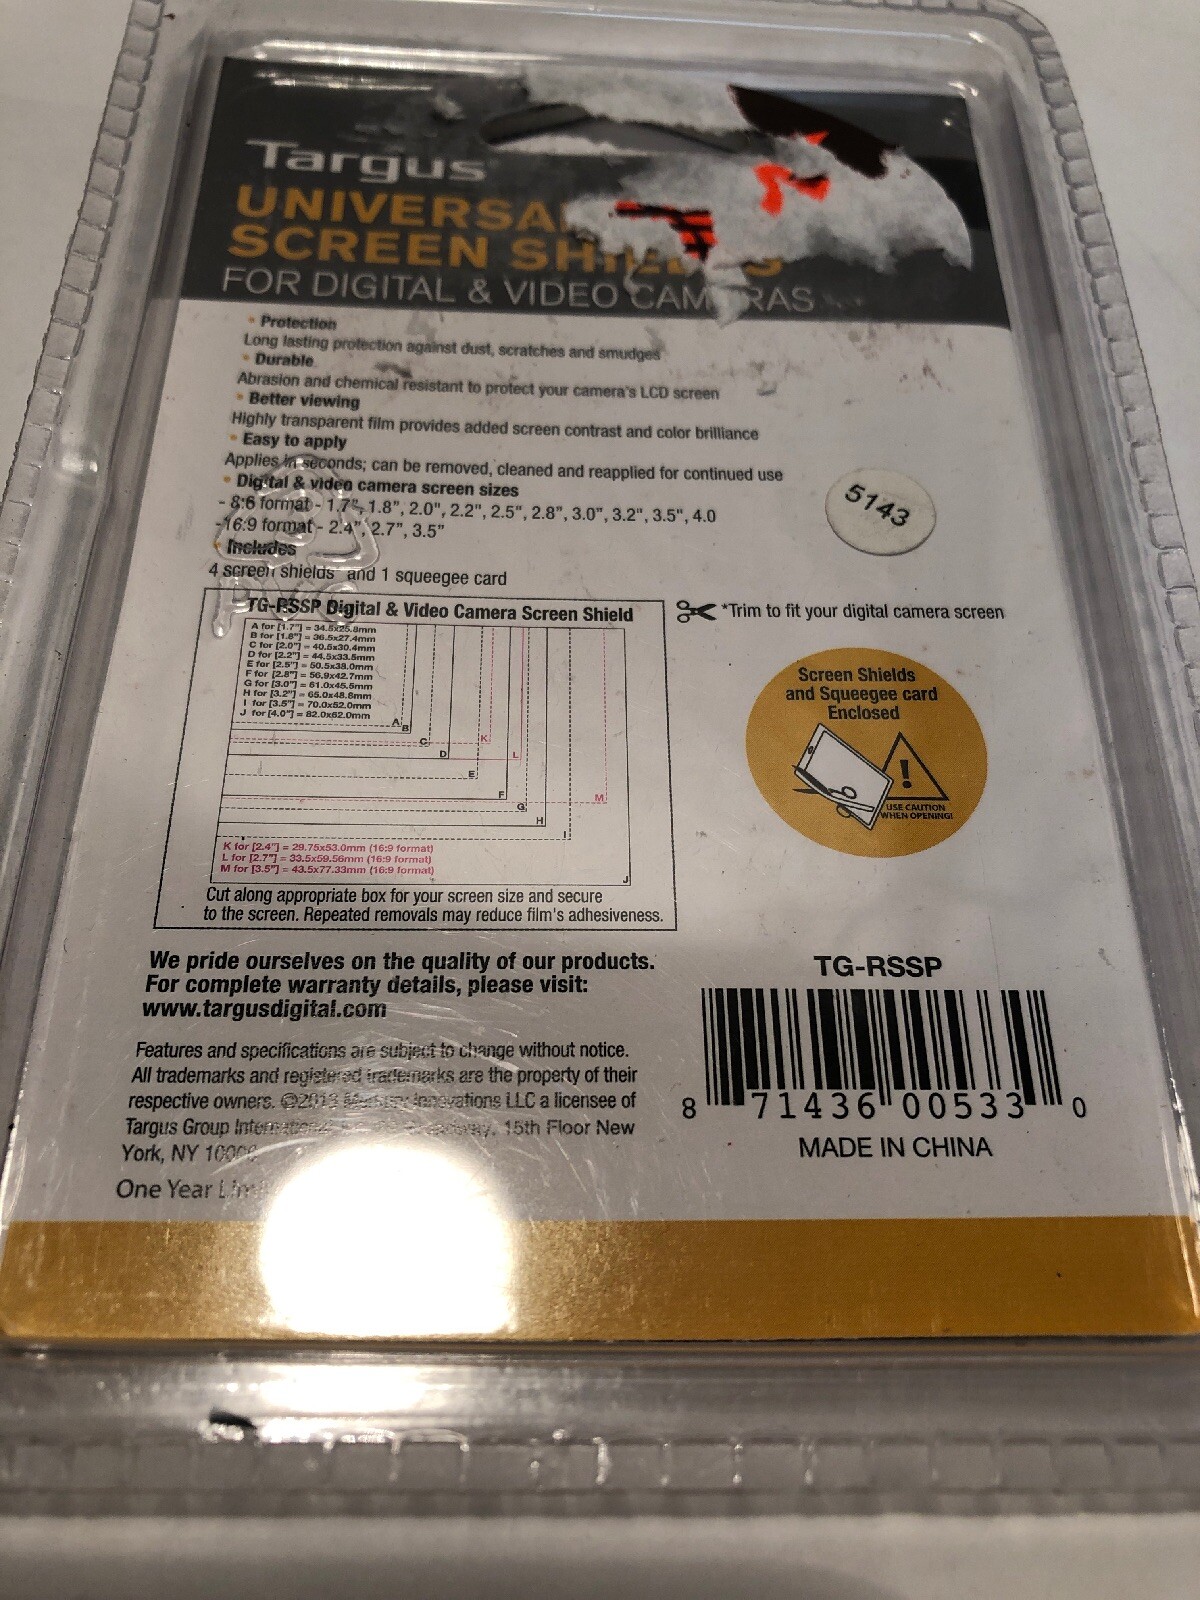 Targus
UNIVERSAL
SCREEN SHIELDS
FOR DIGITAL & VIDEO CAMERAS
• Protection
Long lasting protection against dust, scratches and smudges
• Durable
Abrasion and chemical resistant to protect your camera's LCD screen
• Better viewing
Highly transparent film provides added screen contrast and color brilliance
• Easy to apply
Applies in seconds; can be removed, cleaned and reapplied for continued use
• Digital & video camera screen sizes
- 8:6 format - 1.7", 1.8", 2.0", 2.2", 2.5", 2.8", 3.0", 3.2", 3.5", 4.0
-16:9 format - 2.4", 2.7", 3.5"
• Includes
4 screen shields and 1 squeegee card
5143
TG-RSSP Digital & Video Camera Screen Shield
A for [1.7"] = 34.5x25.8mm
B for [1.8"] = 36.5x27.4mm
C for [2.0"] = 40.5x30.4mm
D for [2.2"] = 44.5x33.5mm
E for [2.5"] = 50.5x38.0mm
F for [2.8"] = 56.9x42.7mm
G for [3.0"] = 61.0x45.5mm
H for [3.2"] = 65.0x48.8mm
I for [3.5"] = 70.0x52.0mm
J for [4.0"] = 82.0x62.0mm
A
B
C
K
D
L
E
F
M
G
H
I
J
K for [2.4"] = 29.75x53.0mm (16:9 format)
L for [2.7"] = 33.5x59.56mm (16:9 format)
M for [3.5"] = 43.5x77.33mm (16:9 format)
Cut along appropriate box for your screen size and secure
to the screen. Repeated removals may reduce film's adhesiveness.
*Trim to fit your digital camera screen
Screen Shields
and Squeegee card
Enclosed
!
USE CAUTION
WHEN OPENING!
We pride ourselves on the quality of our products.
For complete warranty details, please visit:
www.targusdigital.com
Features and specifications are subject to change without notice.
All trademarks and registered trademarks are the property of their
respective owners. ©2013 Innovations LLC a licensee of
Targus Group 15th Floor New
York, NY
One Year
TG-RSSP
8 71436 00533 0
MADE IN CHINA